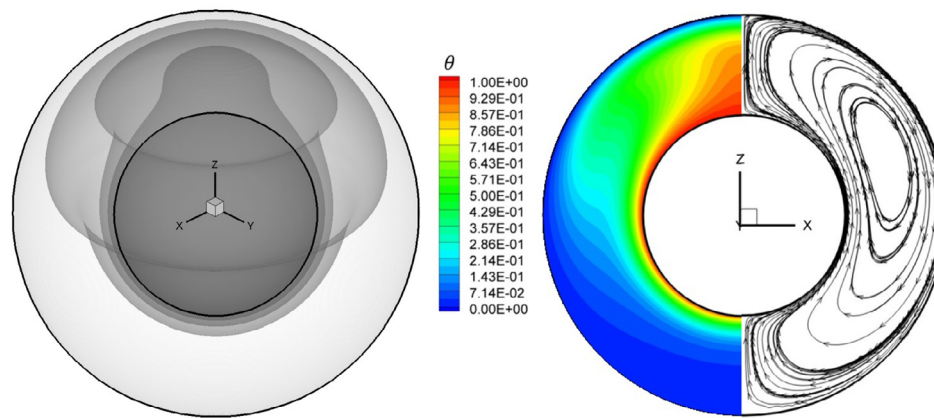 Z
X
Y
θ
1.00E+00
9.29E-01
8.57E-01
7.86E-01
7.14E-01
6.43E-01
5.71E-01
5.00E-01
4.29E-01
3.57E-01
2.86E-01
2.14E-01
1.43E-01
7.14E-02
0.00E+00
Z
Y
X